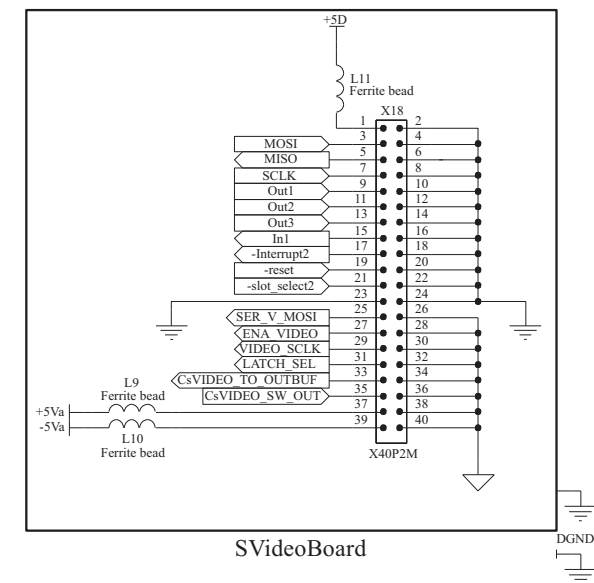 +5D
L11
Ferrite bead
X18
1 2
3 4
MOSI
5 6
MISO
7 8
SCLK
9 10
Out1
11 12
Out2
13 14
Out3
15 16
In1
17 18
-Interrupt2
19 20
-reset
21 22
-slot_select2
23 24
25 26
SER_V_MOSI
27 28
ENA_VIDEO
29 30
VIDEO_SCLK
31 32
LATCH_SEL
33 34
CsVIDEO_TO_OUTBUF
35 36
CsVIDEO_SW_OUT
L9
Ferrite bead
37 38
+5Va
-5Va
39 40
L10
Ferrite bead
X40P2M
SVideoBoard
DGND